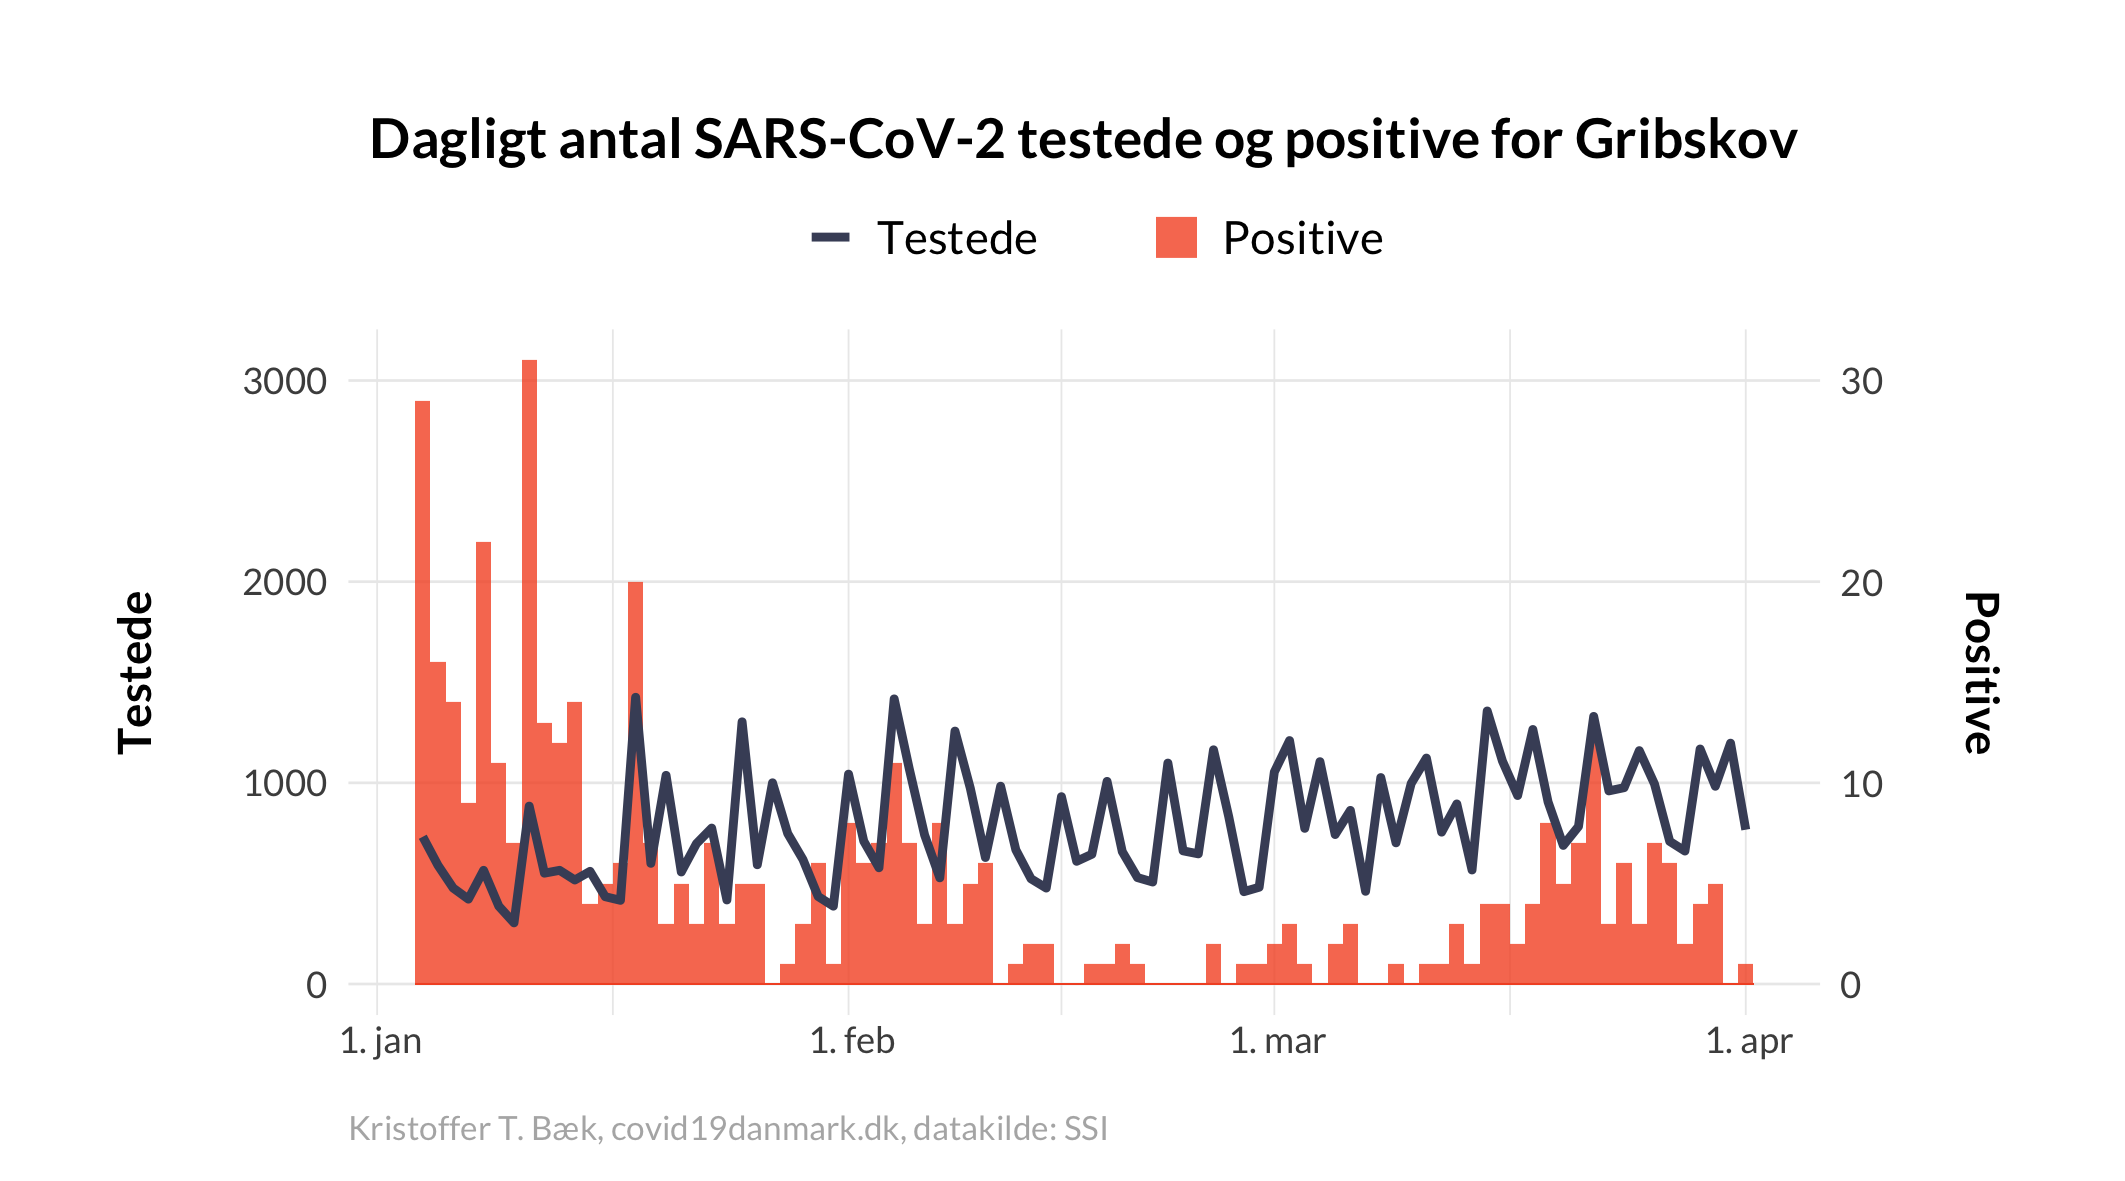 Dagligt antal SARS-CoV-2 testede og positive for Gribskov
Testede
Positive
3000
2000
1000
0
Testede
30
20
10
0
Positive
1. jan
1. feb
1. mar
1. apr
Kristoffer T. Bæk, covid19danmark.dk, datakilde: SSI